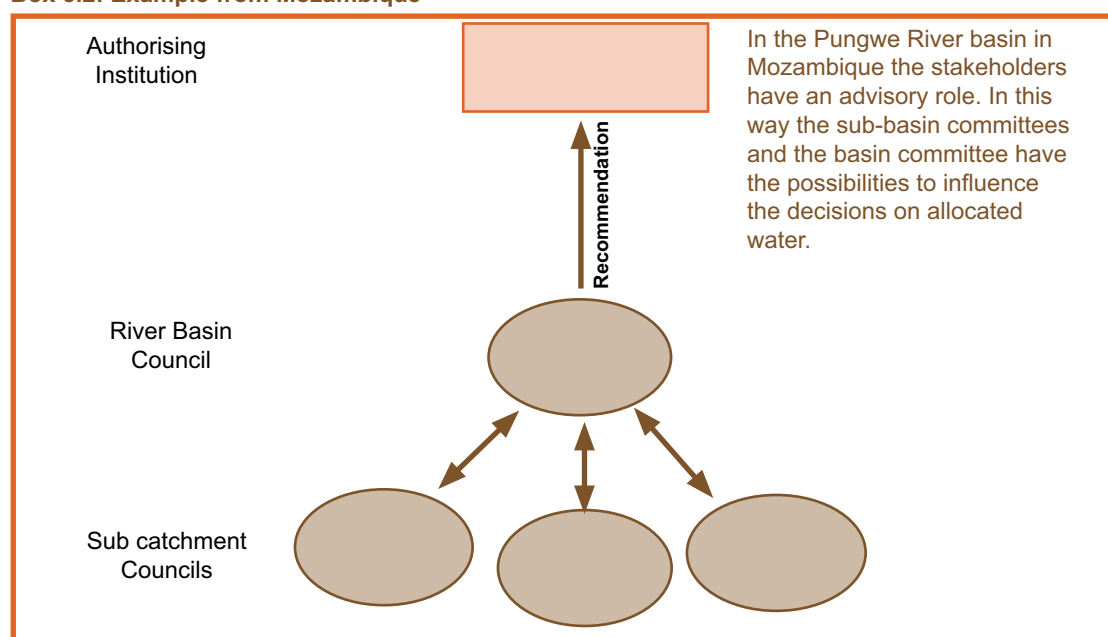 Authorising
Institution
In the Pungwe River basin in
Mozambique the stakeholders
have an advisory role. In this
way the sub-basin committees
and the basin committee have
the possibilities to influence
the decisions on allocated
water.
Recommendation
River Basin
Council
Sub catchment
Councils